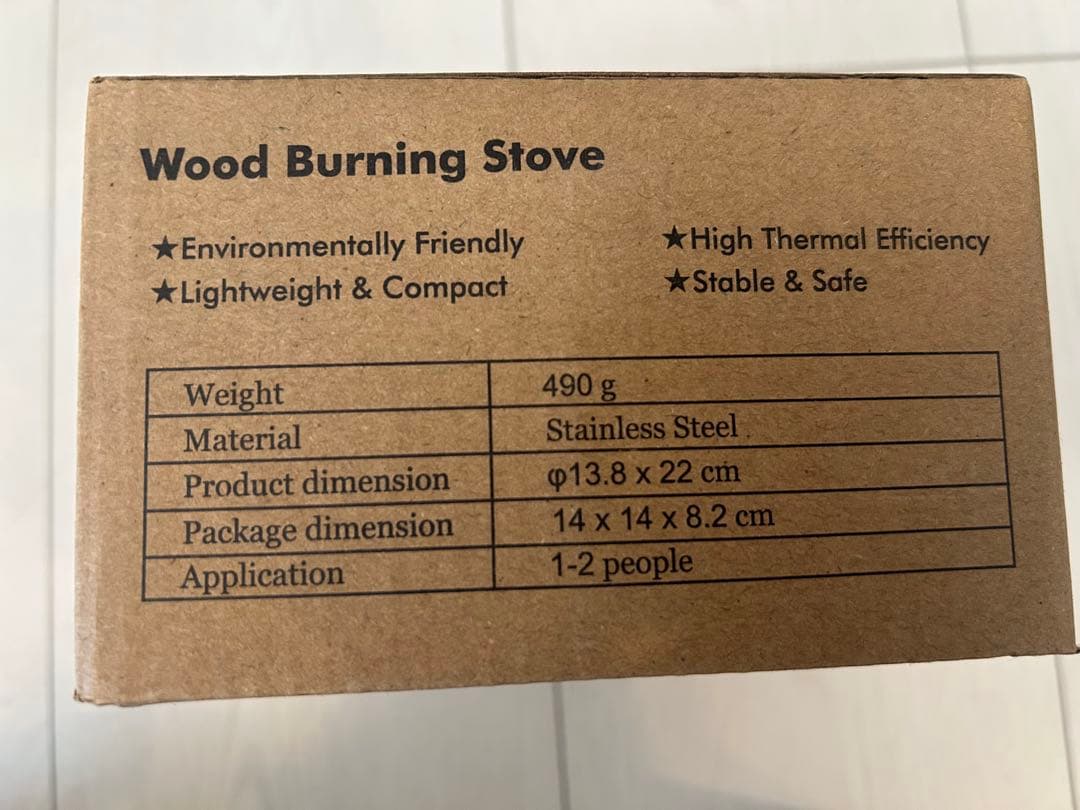 Wood Burning Stove
★Environmentally Friendly ★High Thermal Efficiency
★Lightweight & Compact ★Stable & Safe
Weight 490 g
Material Stainless Steel
Product dimension φ13.8 x 22 cm
Package dimension 14 x 14 x 8.2 cm
Application 1-2 people